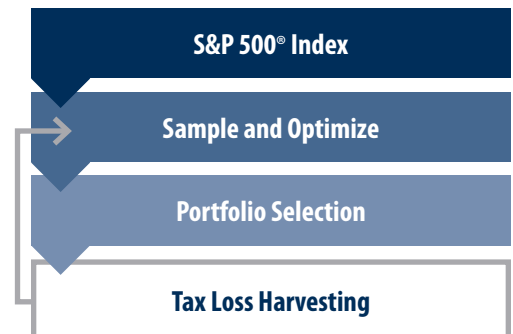 S&P 500® Index
Sample and Optimize
Portfolio Selection
Tax Loss Harvesting